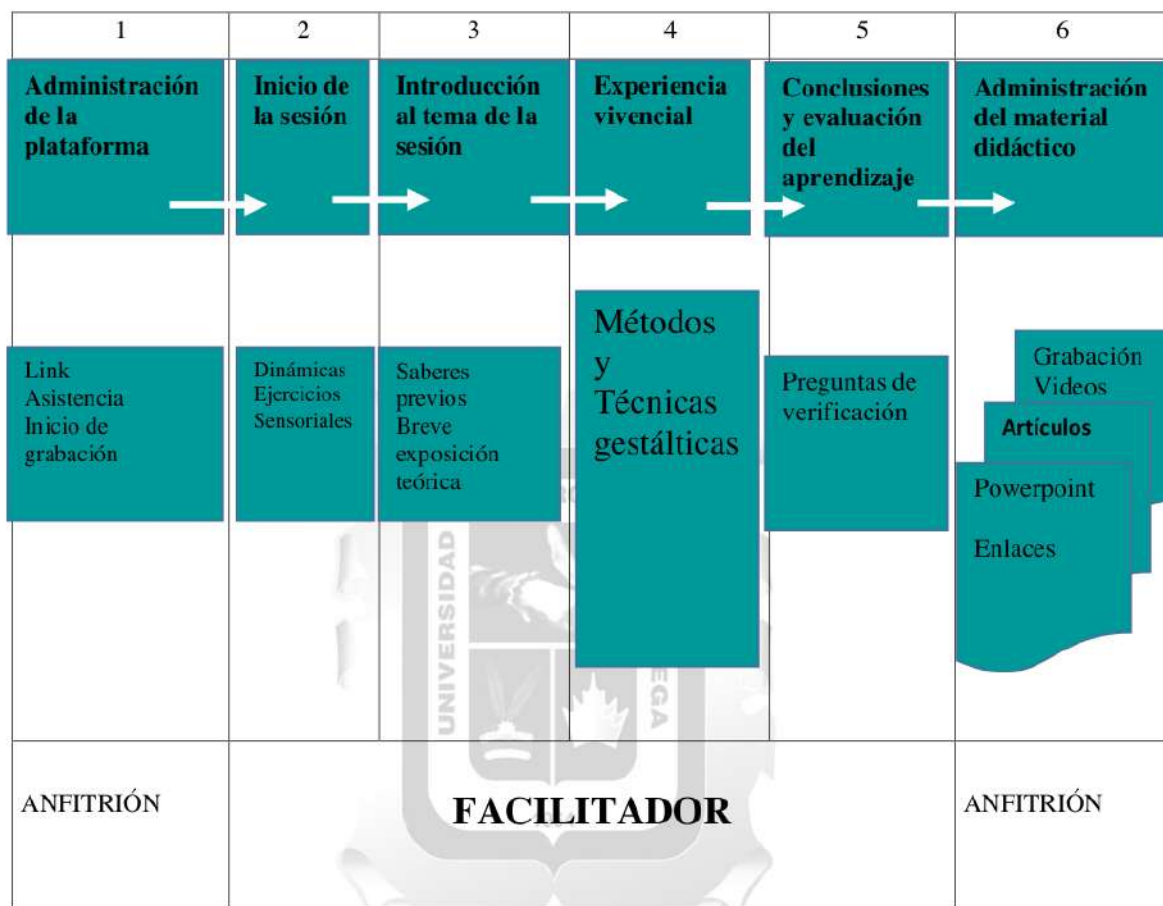 1
2
3
4
5
6
Administración
de la
plataforma
Inicio de
la sesión
Introducción
al tema de la
sesión
Experiencia
vivencial
Conclusiones
y evaluación
del
aprendizaje
Administración
del material
didáctico
Link
Asistencia
Inicio de
grabación
Dinámicas
Ejercicios
Sensoriales
Saberes
previos
Breve
exposición
teórica
Métodos
y
Técnicas
gestálticas
Preguntas de
verificación
Grabación
Videos
Artículos
Powerpoint
Enlaces
UNIVERSIDAD
EGA
ANFITRIÓN
FACILITADOR
ANFITRIÓN